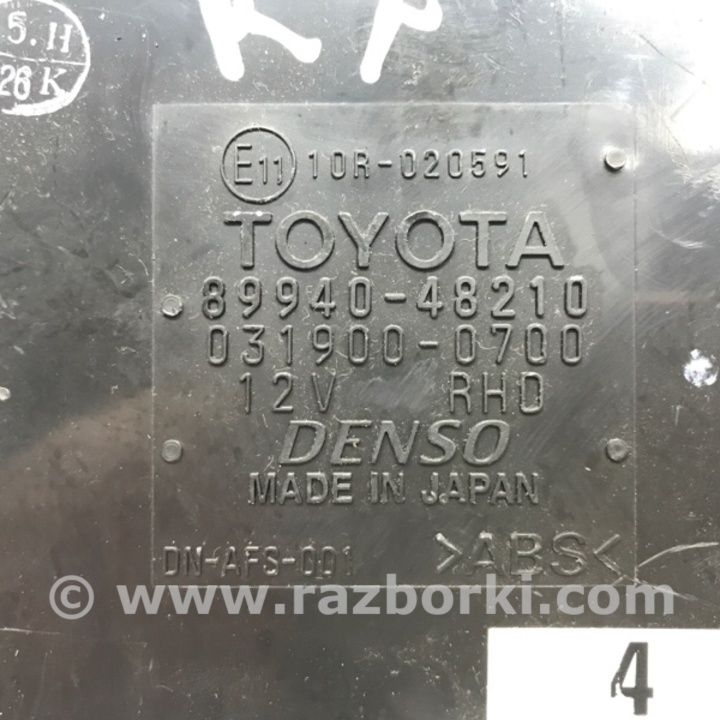 5.H
26 K
E11 10R-020591
TOYOTA
89940-48210
031900-0700
12V RHD
DENSO
MADE IN JAPAN
DN-AFS-001 >ABS<
© www.razborki.com
4